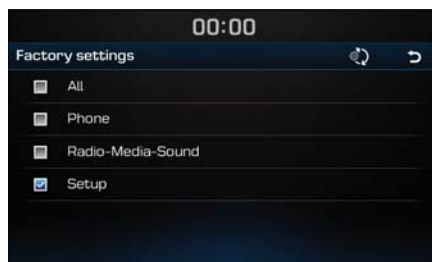 00:00
Factory settings
All
Phone
Radio-Media-Sound
Setup